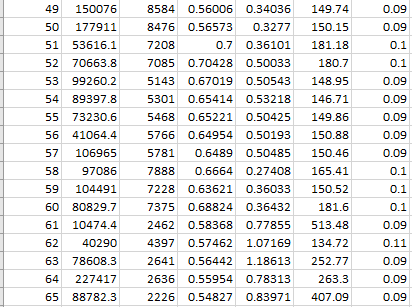 49 150076 8584 0.56006 0.34036 149.74 0.09
50 177911 8476 0.56573 0.3277 150.15 0.09
51 53616.1 7208 0.7 0.36101 181.18 0.1
52 70663.8 7085 0.70428 0.50033 180.7 0.1
53 99260.2 5143 0.67019 0.50543 148.95 0.09
54 89397.8 5301 0.65414 0.53218 146.71 0.09
55 73230.6 5468 0.65221 0.50425 149.86 0.09
56 41064.4 5766 0.64954 0.50193 150.88 0.09
57 106965 5781 0.6489 0.50485 150.46 0.09
58 97086 7888 0.6664 0.27408 165.41 0.1
59 104491 7228 0.63621 0.36033 150.52 0.1
60 80829.7 7375 0.68824 0.36432 181.6 0.1
61 10474.4 2462 0.58368 0.77855 513.48 0.09
62 40290 4397 0.57462 1.07169 134.72 0.11
63 78608.3 2641 0.56442 1.18613 252.77 0.09
64 227417 2636 0.55954 0.78313 263.3 0.09
65 88782.3 2226 0.54827 0.83971 407.09 0.09